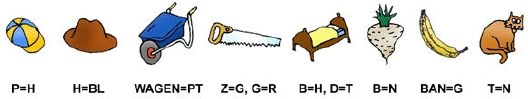 P=H H=BL WAGEN=PT Z=G, G=R B=H, D=T B=N BAN=G T=N